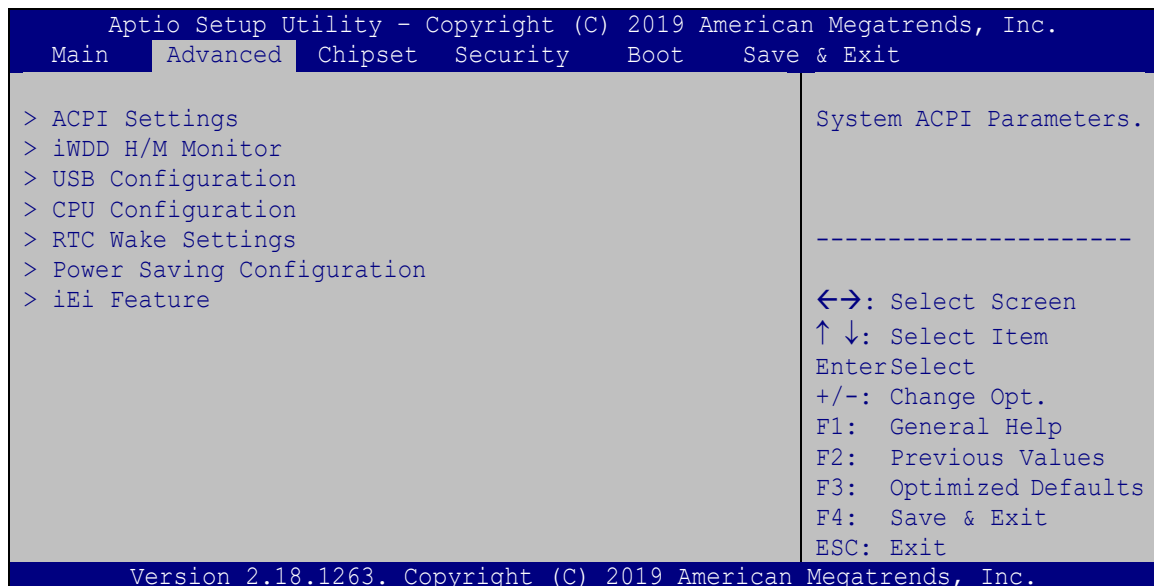 Aptio Setup Utility – Copyright (C) 2019 American Megatrends, Inc.
Main Advanced Chipset Security Boot Save & Exit
> ACPI Settings
> iWDD H/M Monitor
> USB Configuration
> CPU Configuration
> RTC Wake Settings
> Power Saving Configuration
> iEi Feature
System ACPI Parameters.
----------------------
←→: Select Screen
↑ ↓: Select Item
EnterSelect
+/-: Change Opt.
F1: General Help
F2: Previous Values
F3: Optimized Defaults
F4: Save & Exit
ESC: Exit
Version 2.18.1263. Copyright (C) 2019 American Megatrends, Inc.